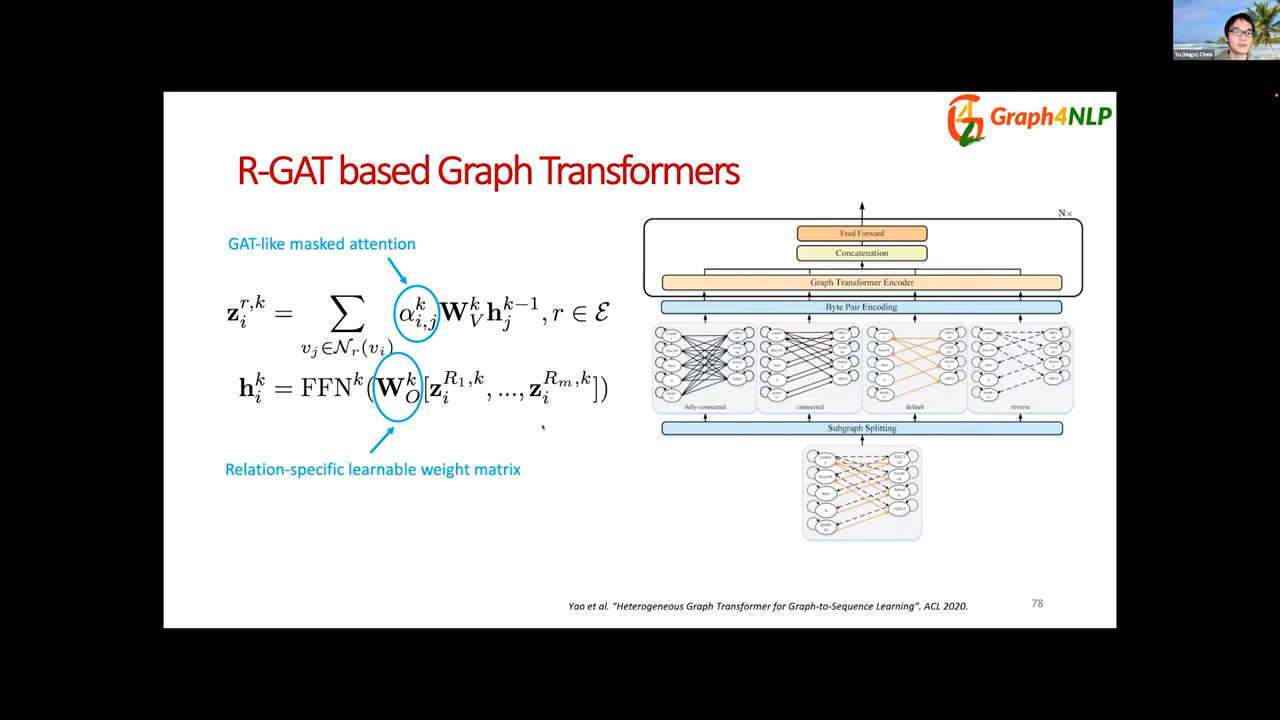 Yu (Hugo) Chen
Graph4NLP
R-GAT based Graph Transformers
GAT-like masked attention
z_i^{r,k} = ∑_{v_j∈N_r(v_i)} α_{i,j}^k W_V^k h_j^{k-1}, r ∈ ℰ
h_i^k = FFN^k(W_O^k[z_i^{R_1,k}, ..., z_i^{R_m,k}])
Relation-specific learnable weight matrix
N×
Feed Forward
Concatenation
Graph Transformer Encoder
Byte Pair Encoding
fully-connected
connected
default
reverse
Subgraph Splitting
Yao et al. "Heterogeneous Graph Transformer for Graph-to-Sequence Learning". ACL 2020.
78